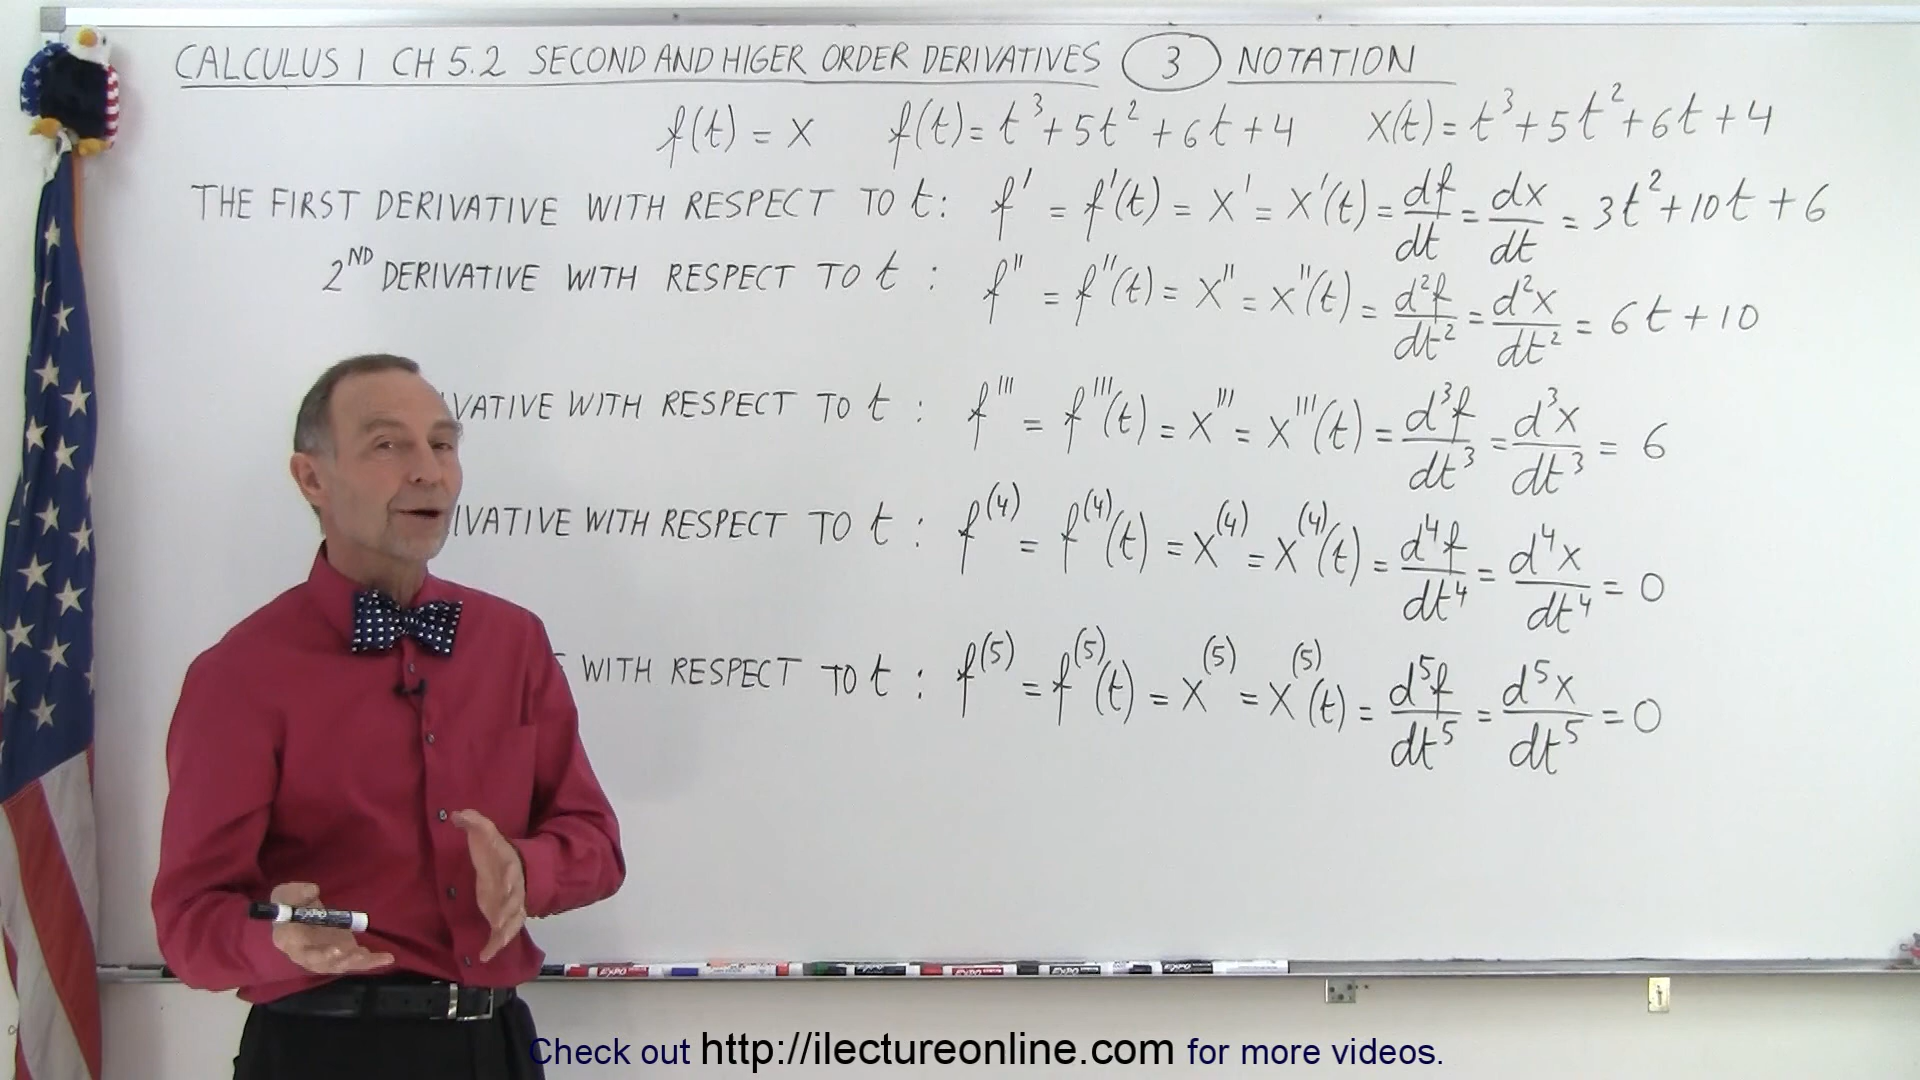 CALCULUS 1 CH 5.2 SECOND AND HIGER ORDER DERIVATIVES 3 NOTATION
f(t) = x f(t) = t³+5t²+6t+4 x(t) = t³+5t²+6t+4
THE FIRST DERIVATIVE WITH RESPECT TO t: f' = f'(t) = x' = x'(t) = df/dt = dx/dt = 3t²+10t+6
2ND DERIVATIVE WITH RESPECT TO t : f'' = f''(t) = x'' = x''(t) = d²f/dt² = d²x/dt² = 6t+10
VATIVE WITH RESPECT TO t : f''' = f'''(t) = x''' = x'''(t) = d³f/dt³ = d³x/dt³ = 6
IVATIVE WITH RESPECT TO t : f⁽⁴⁾ = f⁽⁴⁾(t) = x⁽⁴⁾ = x⁽⁴⁾(t) = d⁴f/dt⁴ = d⁴x/dt⁴ = 0
WITH RESPECT TO t : f⁽⁵⁾ = f⁽⁵⁾(t) = x⁽⁵⁾ = x⁽⁵⁾(t) = d⁵f/dt⁵ = d⁵x/dt⁵ = 0
Check out http://ilectureonline.com for more videos.